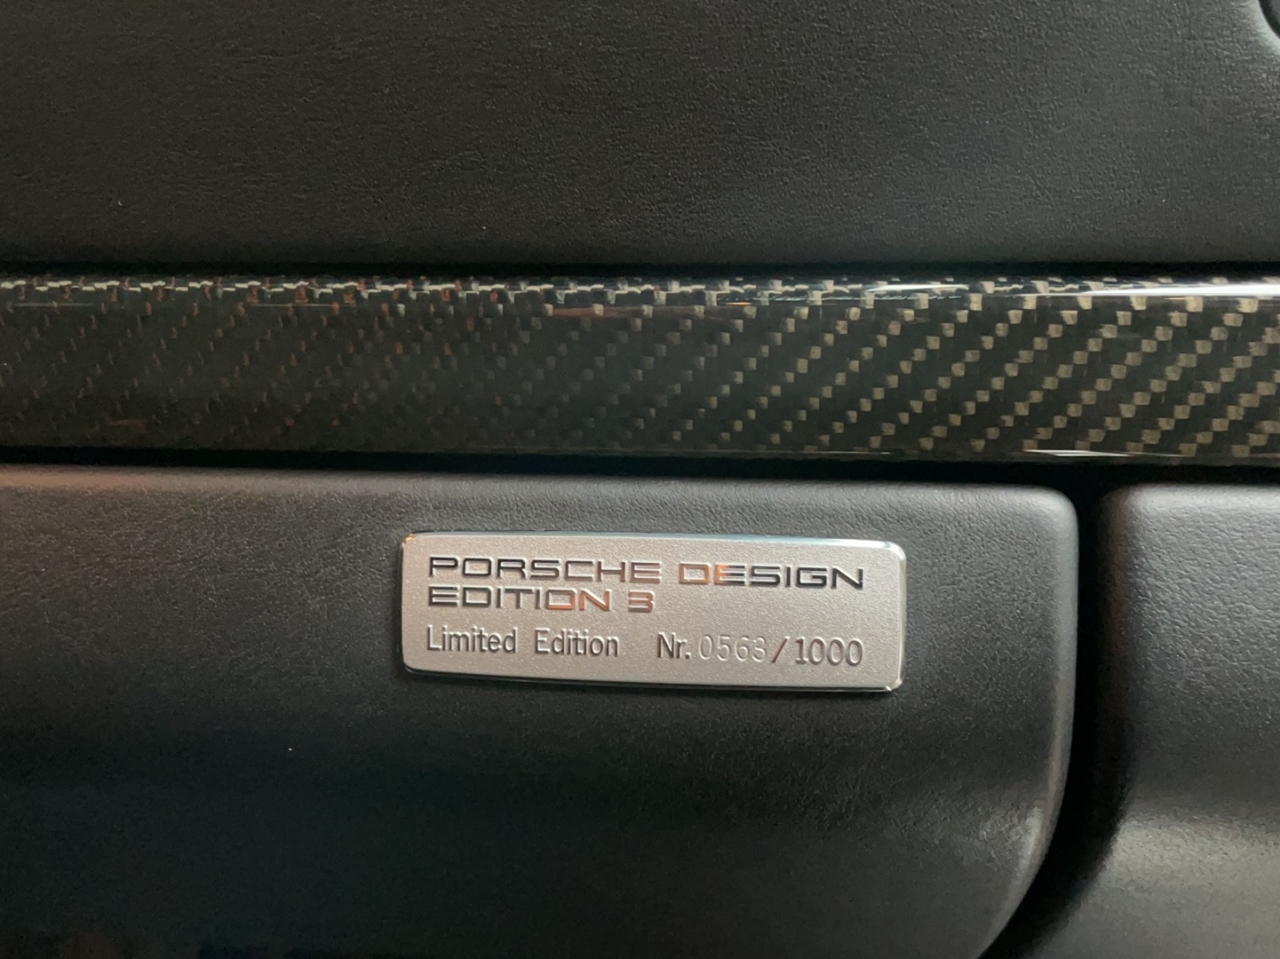 PORSCHE DESIGN
EDITION 3
Limited Edition Nr. 0563/1000